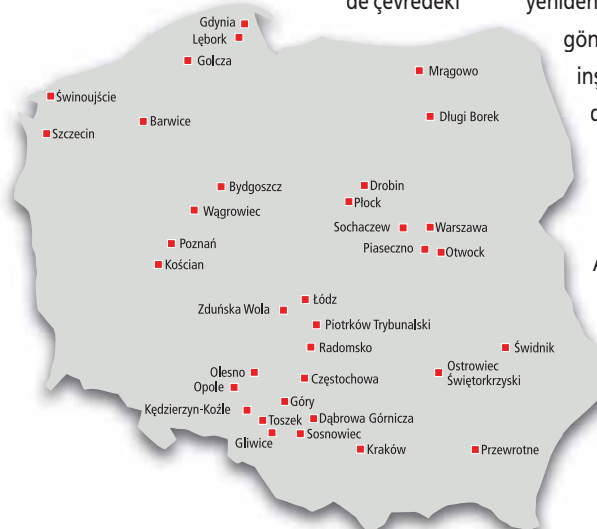 de çevredeki
yeniden
gön
inş
Gdynia
Lębork
Golcza
Mrągowo
Świnoujście
Barwice
Długi Borek
Szczecin
Bydgoszcz
Drobin
Płock
Wągrowiec
Sochaczew
Warszawa
Poznań
Piaseczno
Otwock
Kościan
A
Łódz
Zduńska Wola
Piotrków Trybunalski
Radomsko
Świdnik
Olesno
Częstochowa
Ostrowiec
Świętorkrzyski
Opole
Góry
Kędzierzyn-Koźle
Toszek
Dąbrowa Górnicza
Gliwice
Sosnowiec
Kraków
Przewrotne